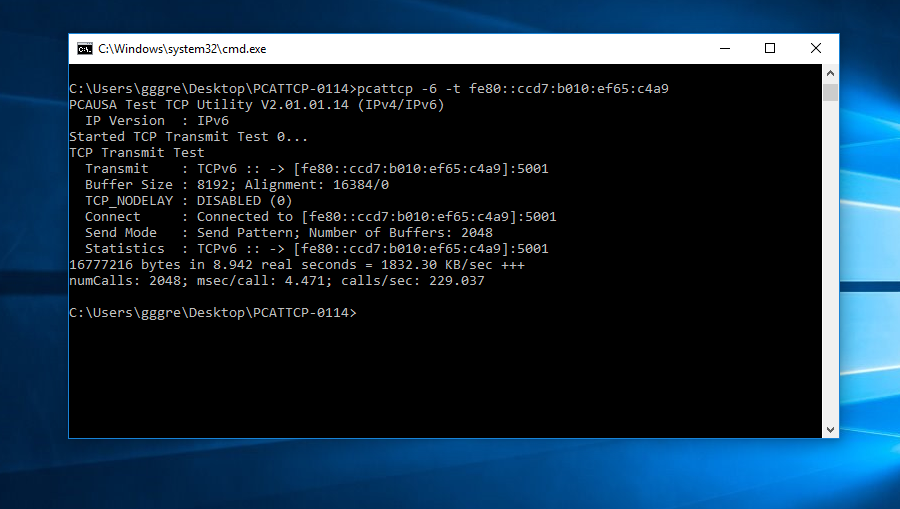 C:\Windows\system32\cmd.exe
C:\Users\gggre\Desktop\PCATTCP-0114>pcattcp -6 -t fe80::ccd7:b010:ef65:c4a9
PCAUSA Test TCP Utility V2.01.01.14 (IPv4/IPv6)
  IP Version  : IPv6
Started TCP Transmit Test 0...
TCP Transmit Test
  Transmit    : TCPv6 :: -> [fe80::ccd7:b010:ef65:c4a9]:5001
  Buffer Size : 8192; Alignment: 16384/0
  TCP_NODELAY : DISABLED (0)
  Connect     : Connected to [fe80::ccd7:b010:ef65:c4a9]:5001
  Send Mode   : Send Pattern; Number of Buffers: 2048
  Statistics  : TCPv6 :: -> [fe80::ccd7:b010:ef65:c4a9]:5001
16777216 bytes in 8.942 real seconds = 1832.30 KB/sec +++
numCalls: 2048; msec/call: 4.471; calls/sec: 229.037
C:\Users\gggre\Desktop\PCATTCP-0114>